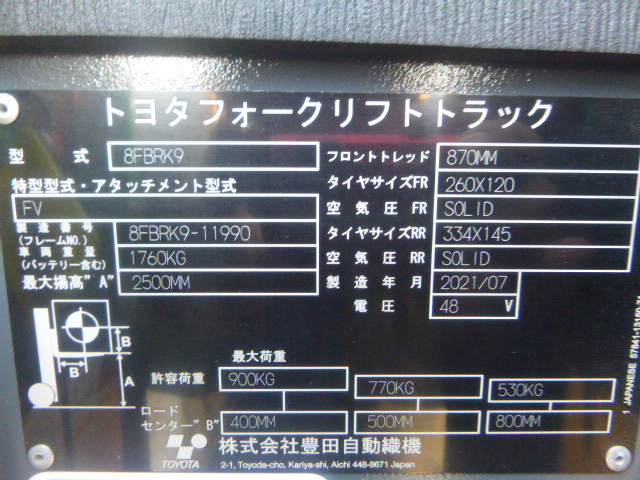 トヨタフォークリフトトラック
型 式 8FBRK9
特型型式・アタッチメント型式
FV
製造番号
(フレームNO.) 8FBRK9-11990
車両重量
(バッテリー含む) 1760KG
最大揚高"A" 2500MM
フロントトレッド 870MM
タイヤサイズFR 260X120
空気圧 FR SOLID
タイヤサイズRR 334X145
空気圧 RR SOLID
製造年月 2021/07
電圧 48 V
B
B
A
最大荷重
許容荷重 900KG 770KG 530KG
ロード
センター"B" 400MM 500MM 800MM
TOYOTA 株式会社豊田自動織機
2-1, Toyoda-cho, Kariya-shi, Aichi 448-8671 Japan